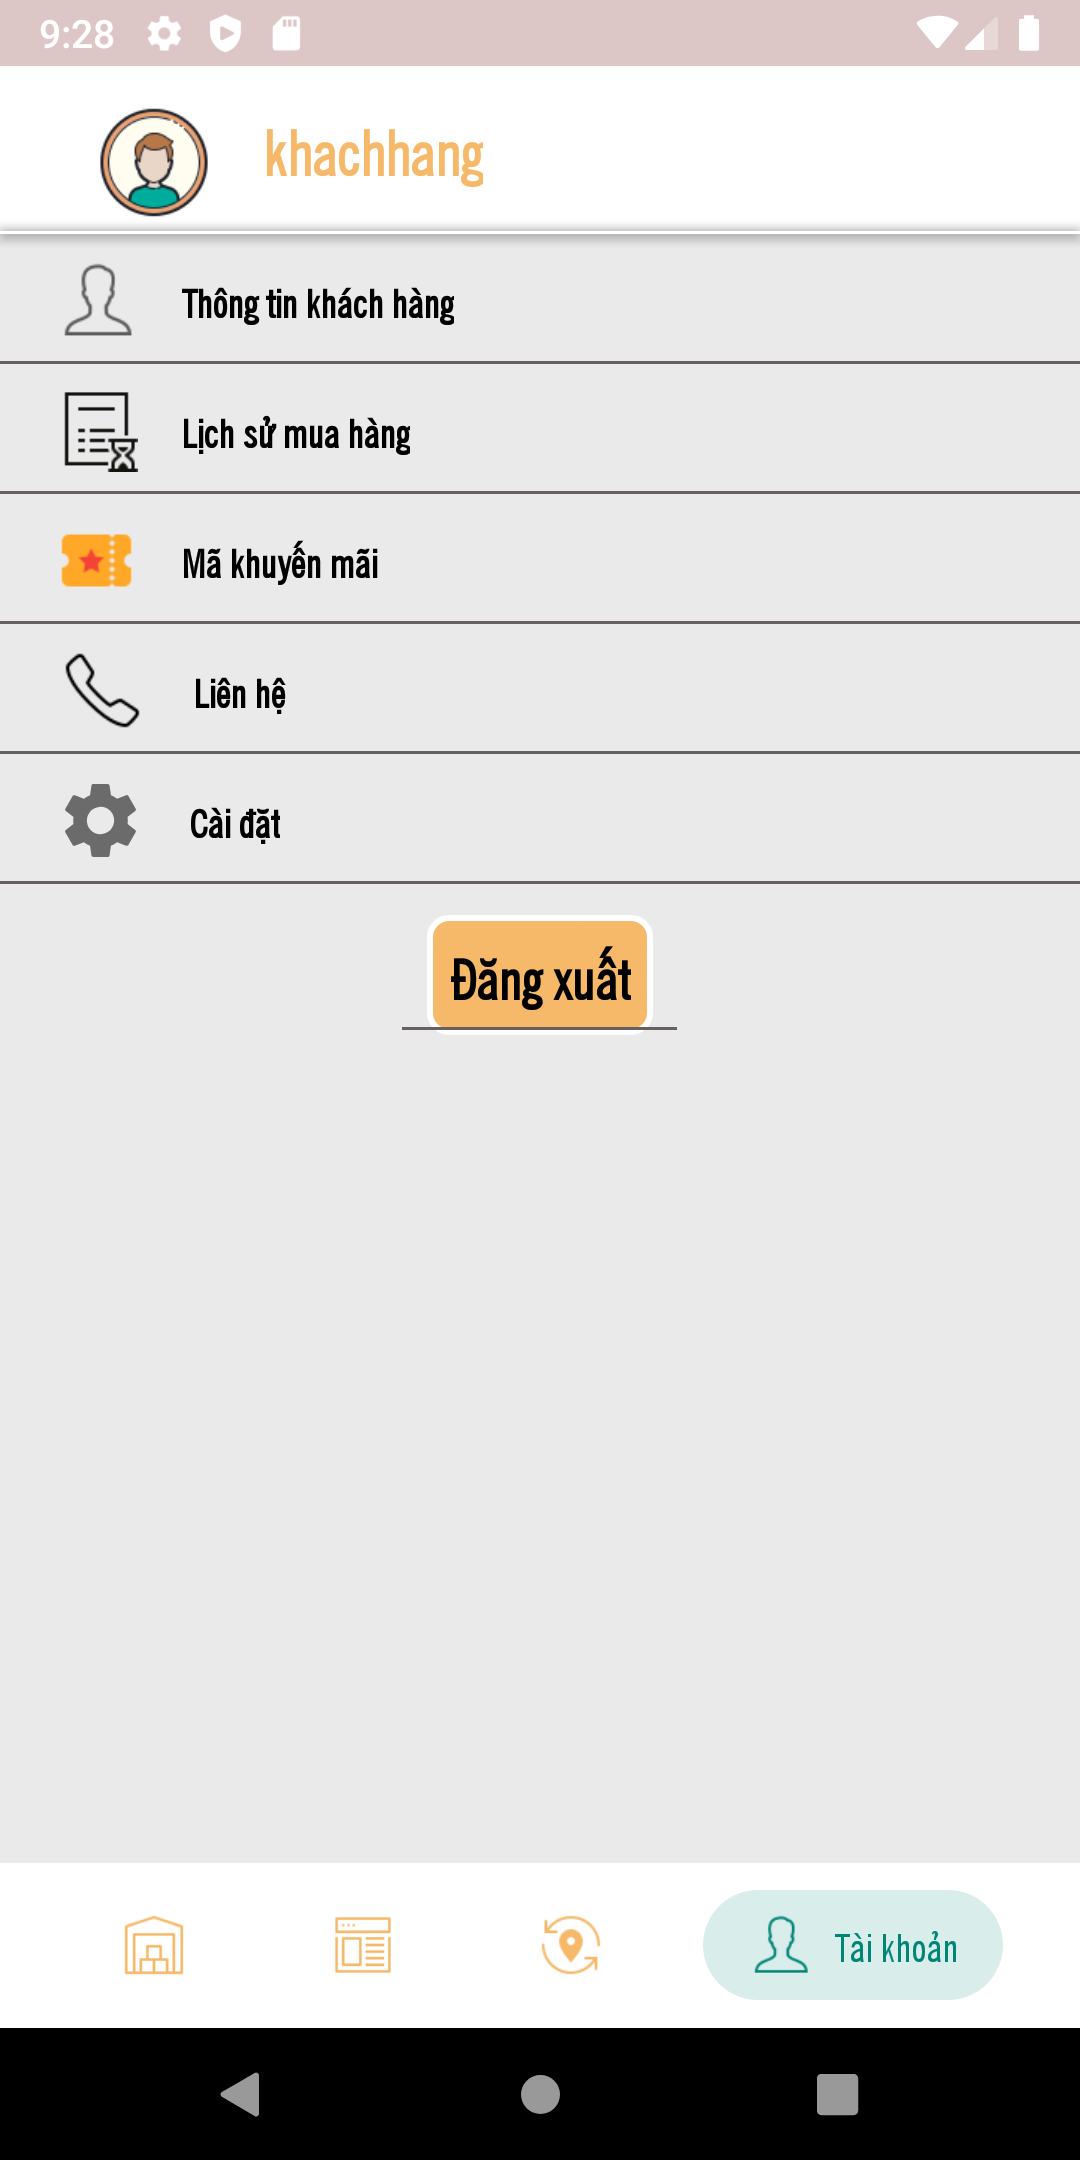 9:28
khachhang
Thông tin khách hàng
Lịch sử mua hàng
Mã khuyến mãi
Liên hệ
Cài đặt
Đăng xuất
Tài khoản